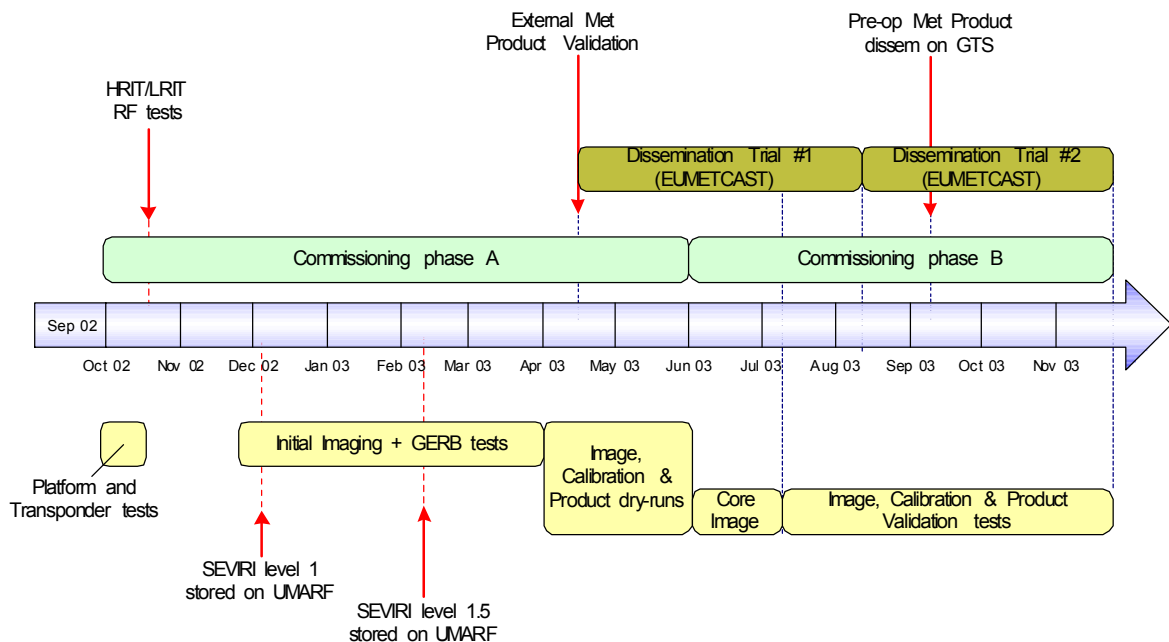 External Met
Product Validation
Pre-op Met Product
dissem on GTS
HRIT/LRIT
RF tests
Dissemination Trial #1
(EUMETCAST)
Dissemination Trial #2
(EUMETCAST)
Commissioning phase A
Commissioning phase B
Sep 02
Oct 02
Nov 02
Dec 02
Jan 03
Feb 03
Mar 03
Apr 03
May 03
Jun 03
Jul 03
Aug 03
Sep 03
Oct 03
Nov 03
Initial Imaging + GERB tests
Image,
Calibration &
Product dry-runs
Platform and
Transponder tests
Core
Image
Image, Calibration & Product
Validation tests
SEVIRI level 1
stored on UMARF
SEVIRI level 1.5
stored on UMARF